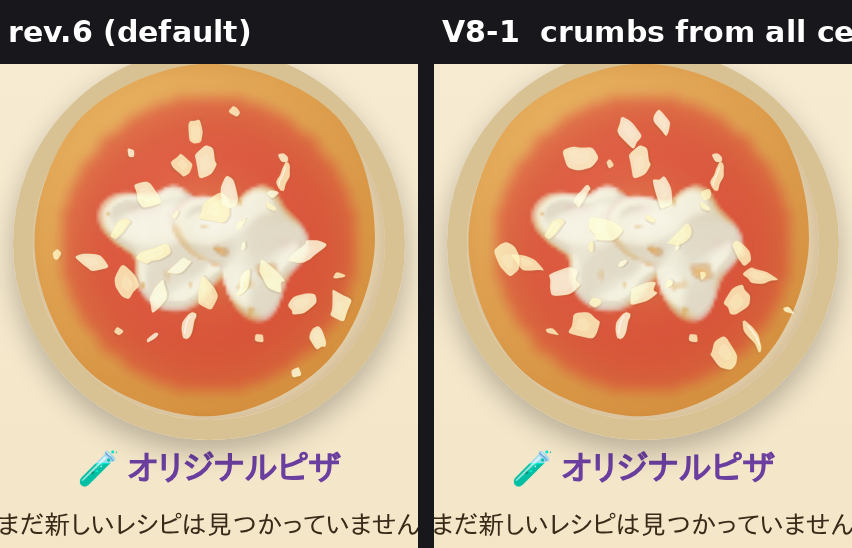 rev.6 (default)
V8-1 crumbs from all ce
オリジナルピザ
まだ新しいレシピは見つかっていません
オリジナルピザ
まだ新しいレシピは見つかっていません